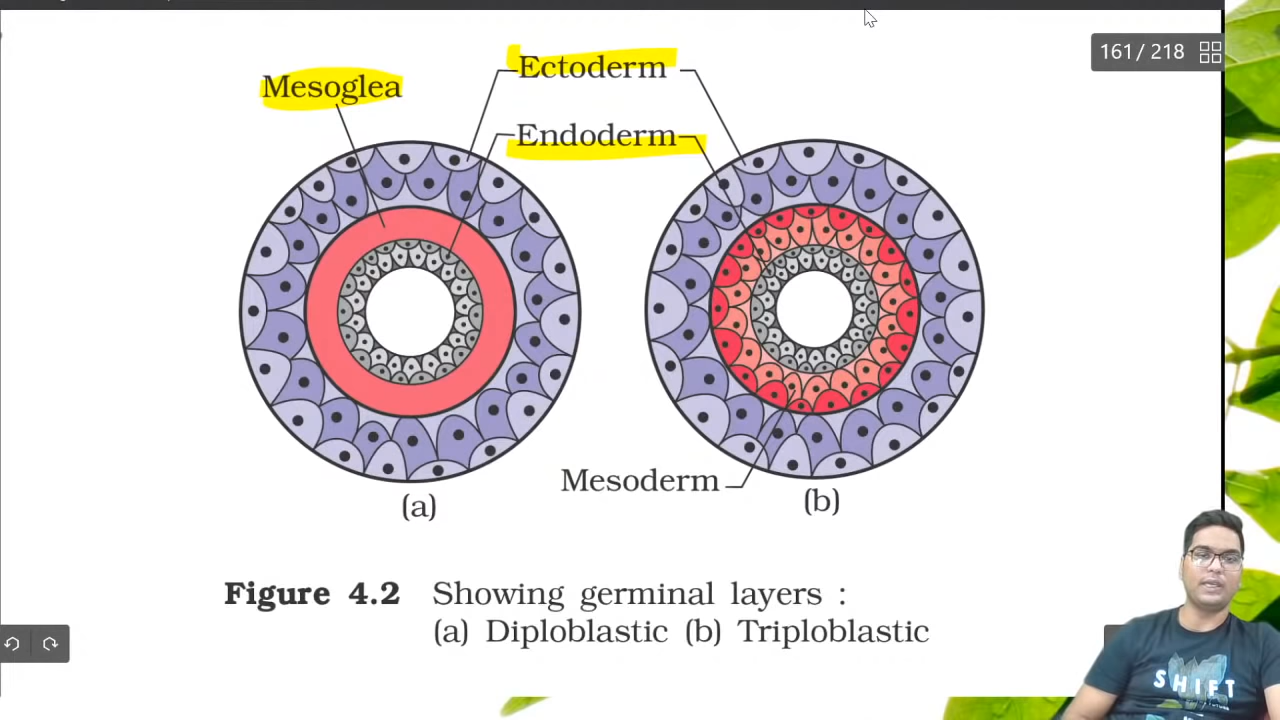 161 / 218
Ectoderm
Mesoglea
Endoderm
Mesoderm
(a)
(b)
Figure 4.2 Showing germinal layers :
(a) Diploblastic (b) Triploblastic
SHIFT